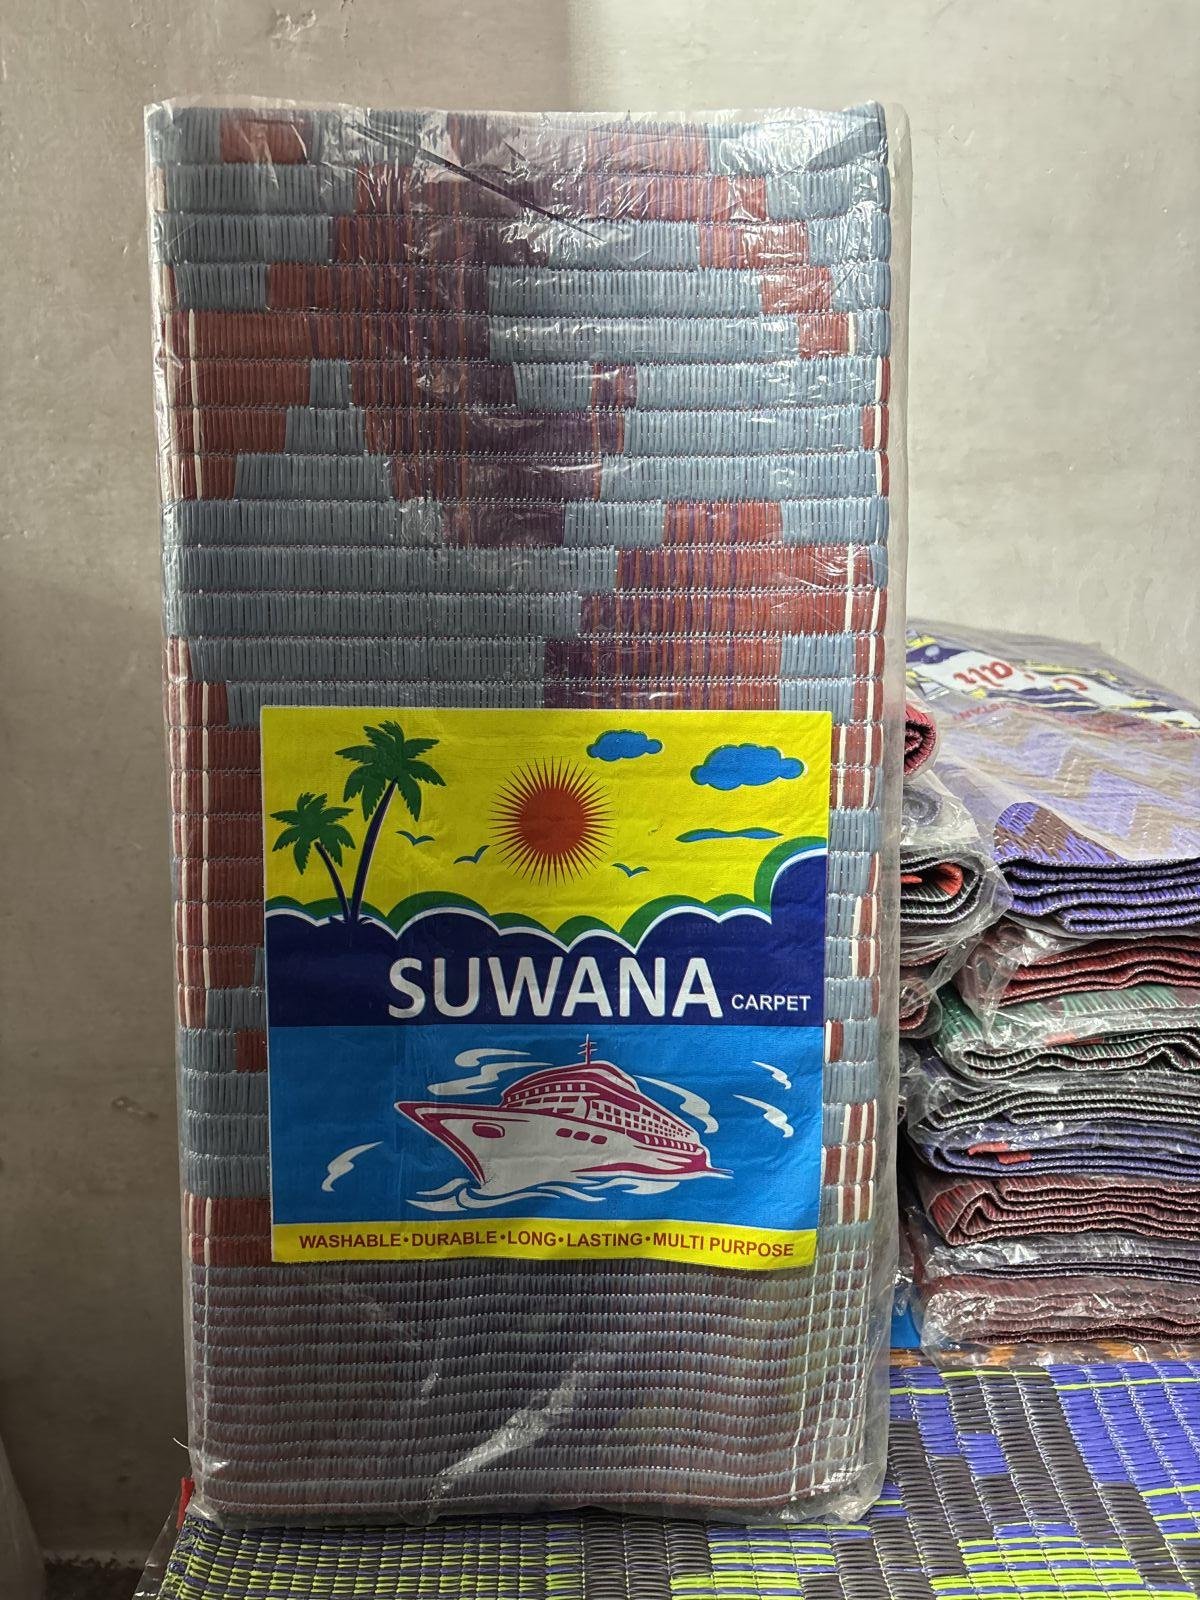 SUWANA CARPET
WASHABLE•DURABLE•LONG•LASTING•MULTI PURPOSE